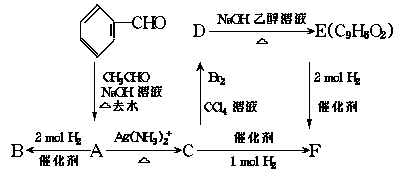 CHO
D NaOH 乙醇溶液 △ E(C9H6O2)
CH3CHO
NaOH 溶液
△去水
Br2
CCl4 溶液
2 mol H2
催化剂
B 2 mol H2 催化剂 A Ag(NH3)2+ △ C 催化剂 1 mol H2 F